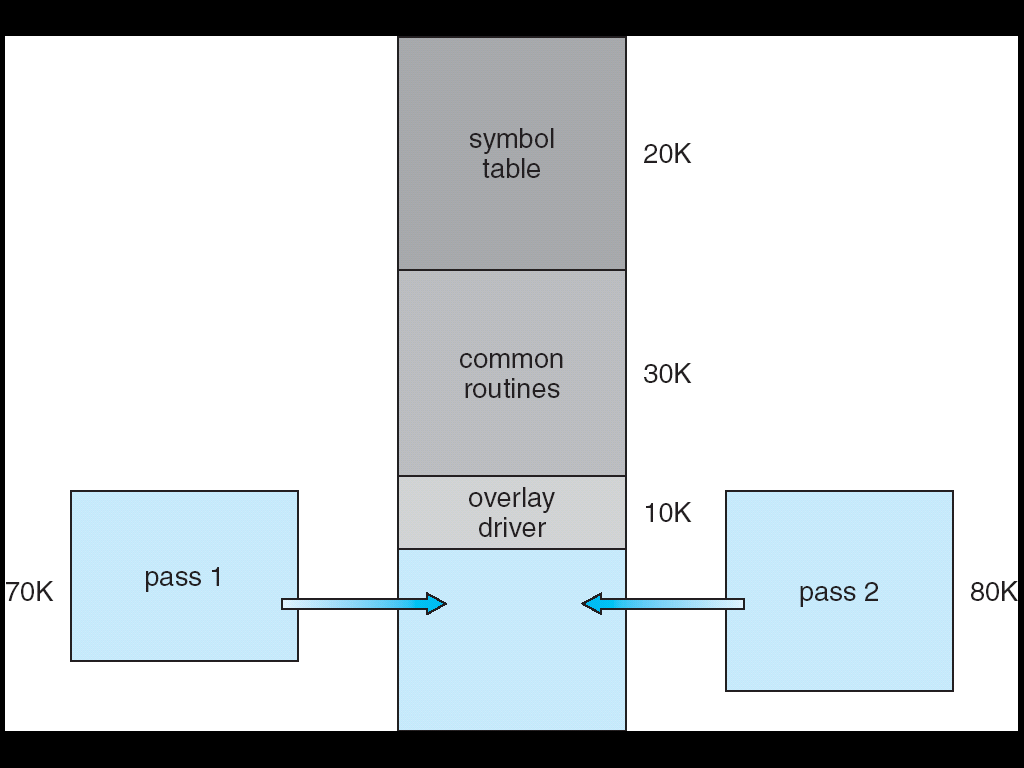 symbol
table
20K
common
routines
30K
overlay
driver
10K
pass 1
70K
pass 2
80K